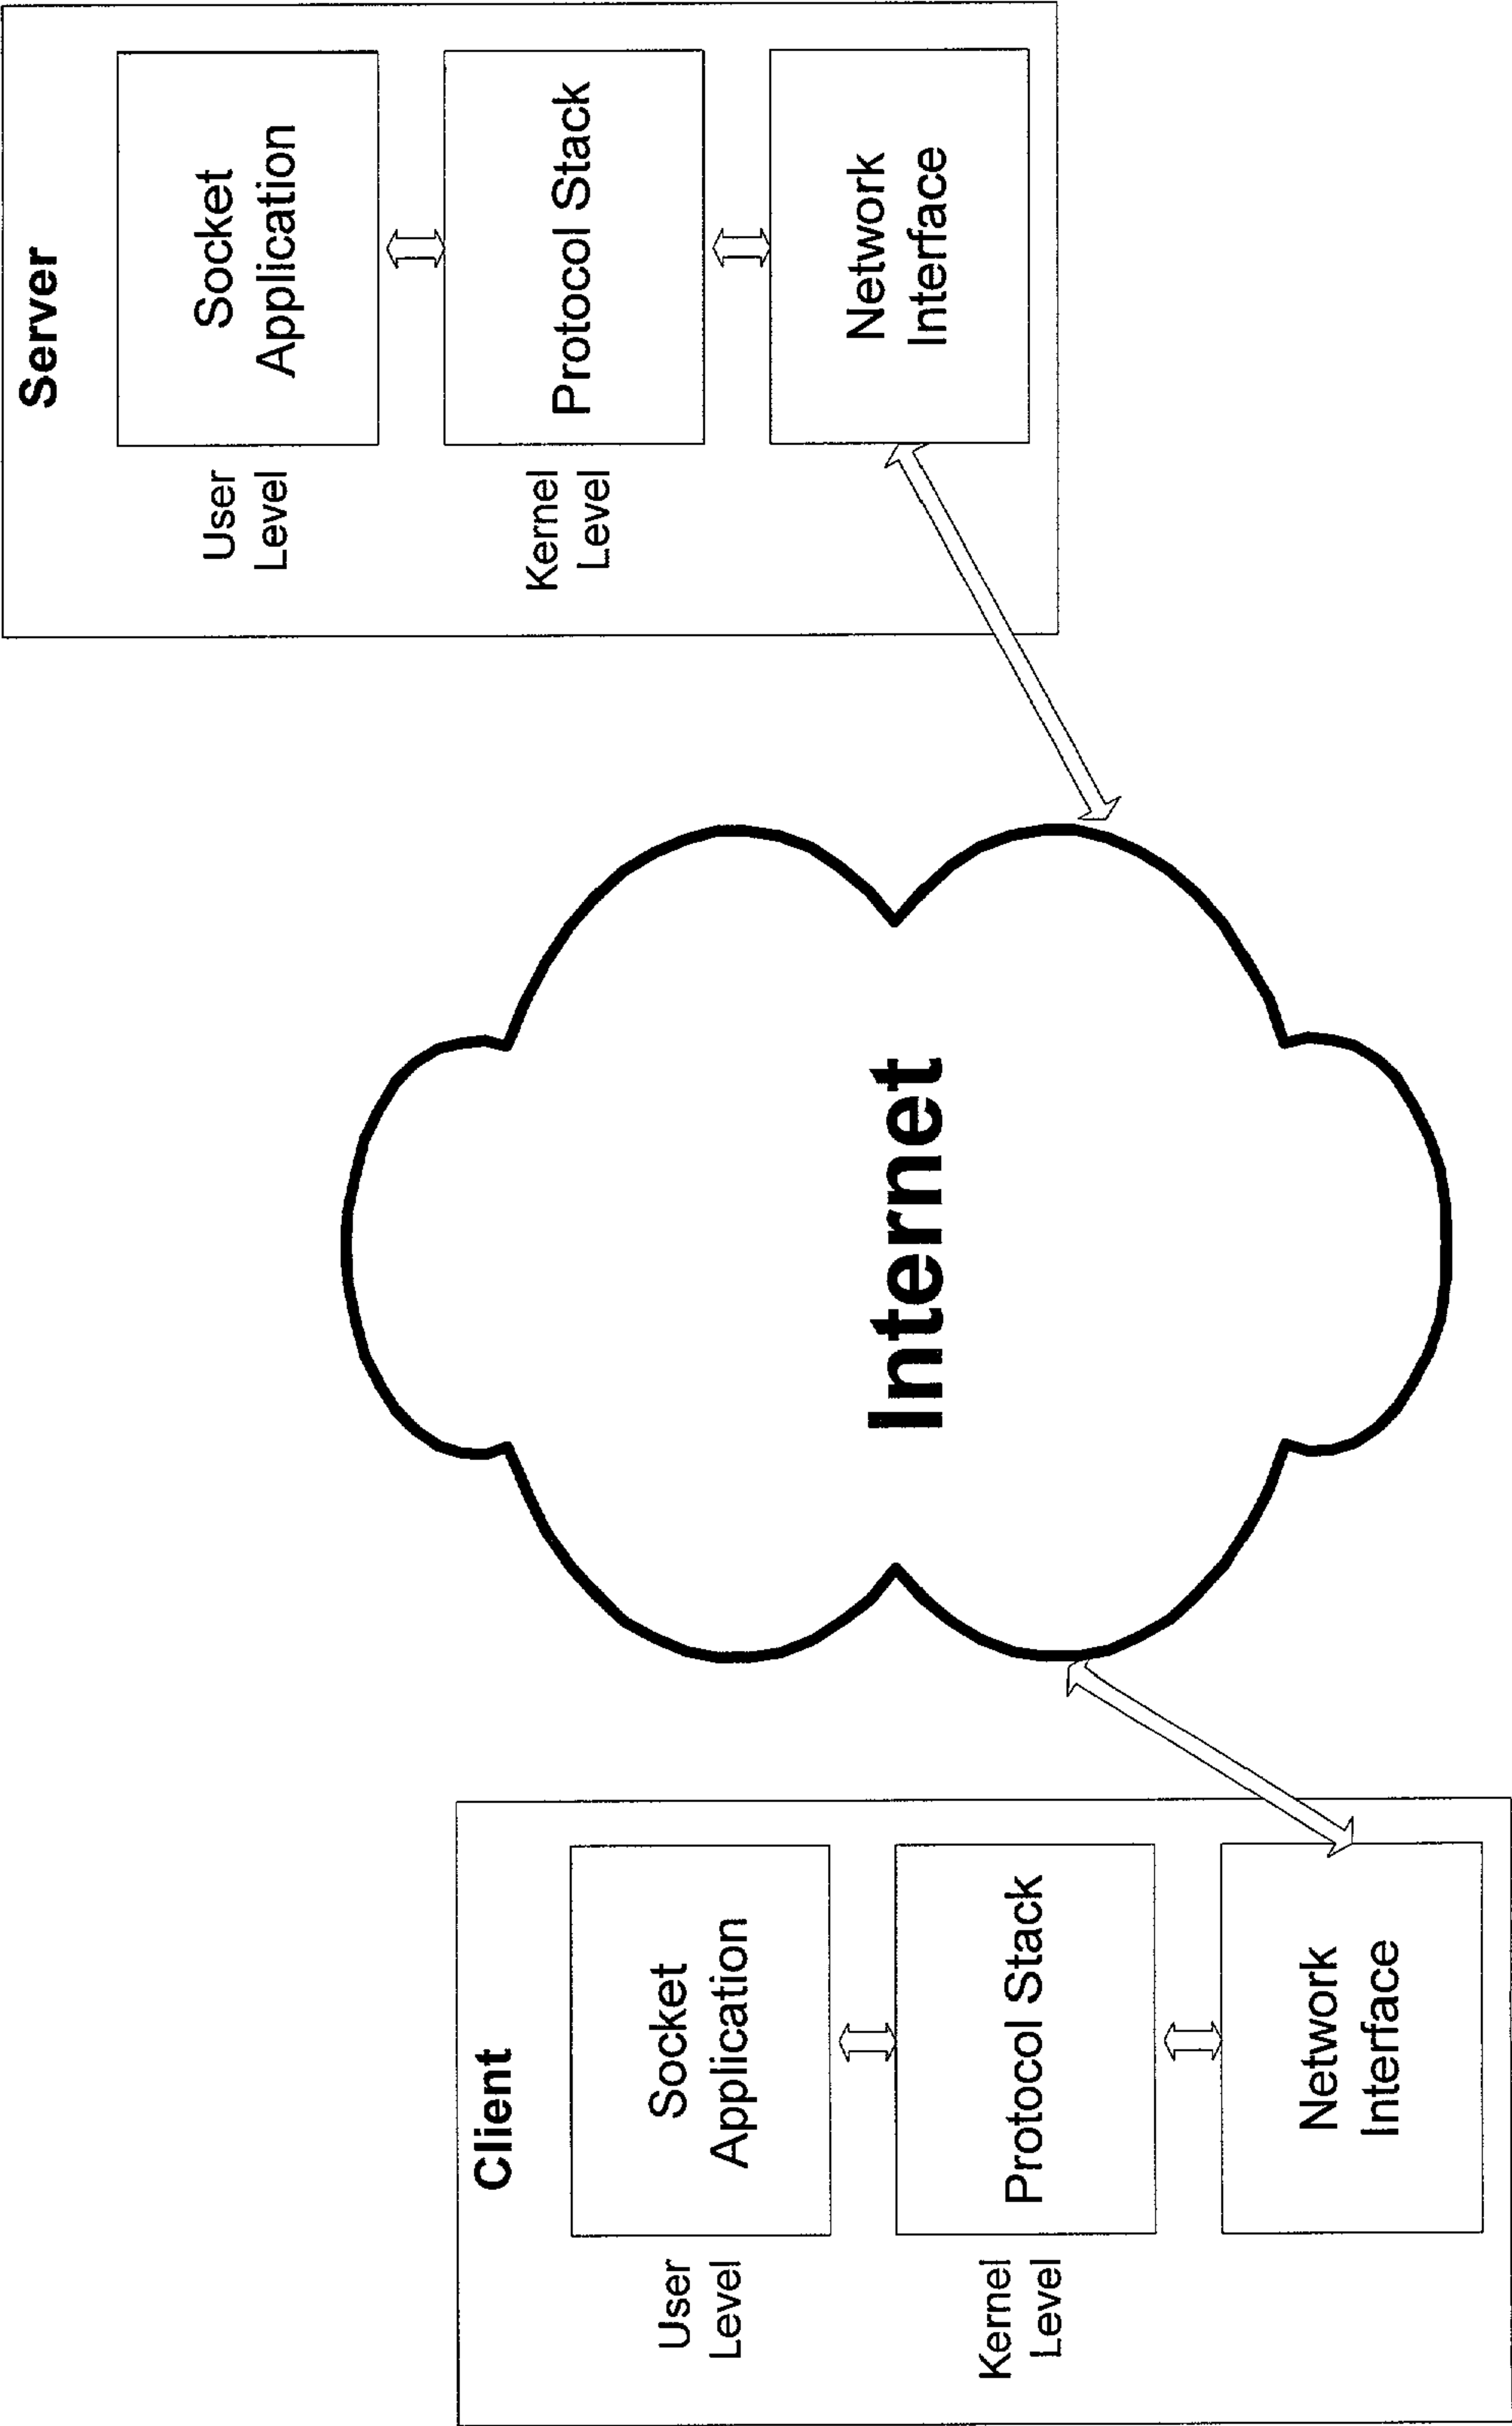 Client
User
Level
Socket
Application
Kernel
Level
Protocol Stack
Network
Interface
Internet
Server
User
Level
Socket
Application
Kernel
Level
Protocol Stack
Network
Interface